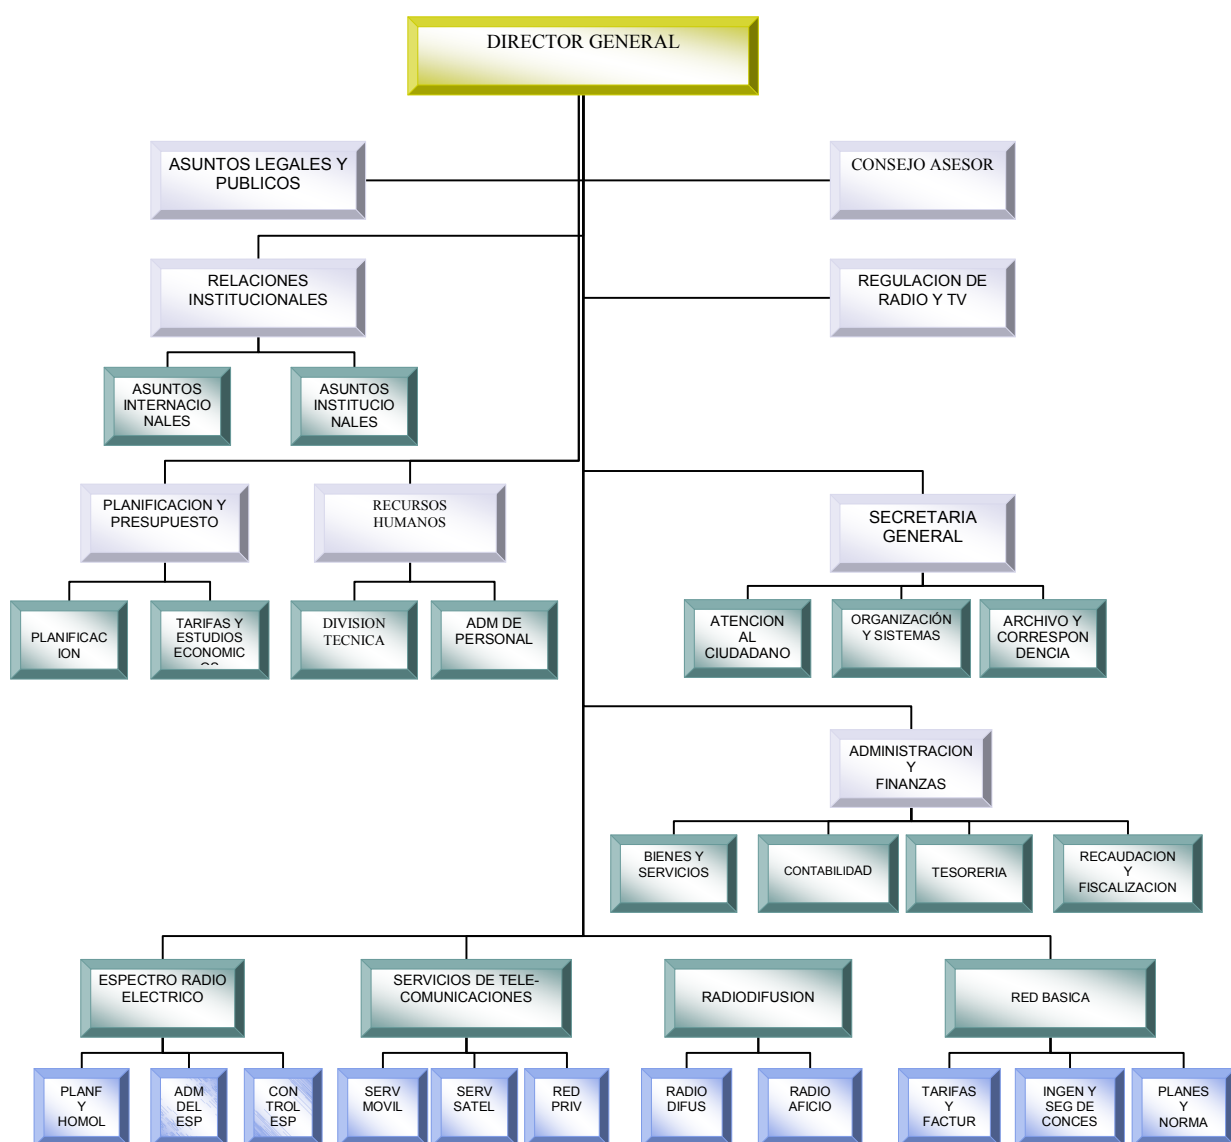 DIRECTOR GENERAL
ASUNTOS LEGALES Y
PUBLICOS
CONSEJO ASESOR
RELACIONES
INSTITUCIONALES
REGULACION DE
RADIO Y TV
ASUNTOS
INTERNACIO
NALES
ASUNTOS
INSTITUCIO
NALES
PLANIFICACION Y
PRESUPUESTO
RECURSOS
HUMANOS
SECRETARIA
GENERAL
PLANIFICAC
ION
TARIFAS Y
ESTUDIOS
ECONOMIC
OS
DIVISION
TECNICA
ADM DE
PERSONAL
ATENCION
AL
CIUDADANO
ORGANIZACIÓN
Y SISTEMAS
ARCHIVO Y
CORRESPON
DENCIA
ADMINISTRACION
Y
FINANZAS
BIENES Y
SERVICIOS
CONTABILIDAD
TESORERIA
RECAUDACION
Y
FISCALIZACION
ESPECTRO RADIO
ELECTRICO
SERVICIOS DE TELE-
COMUNICACIONES
RADIODIFUSION
RED BASICA
PLANF
Y
HOMOL
ADM
DEL
ESP
CON
TROL
ESP
SERV
MOVIL
SERV
SATEL
RED
PRIV
RADIO
DIFUS
RADIO
AFICIO
TARIFAS
Y
FACTUR
INGEN Y
SEG DE
CONCES
PLANES
Y
NORMA